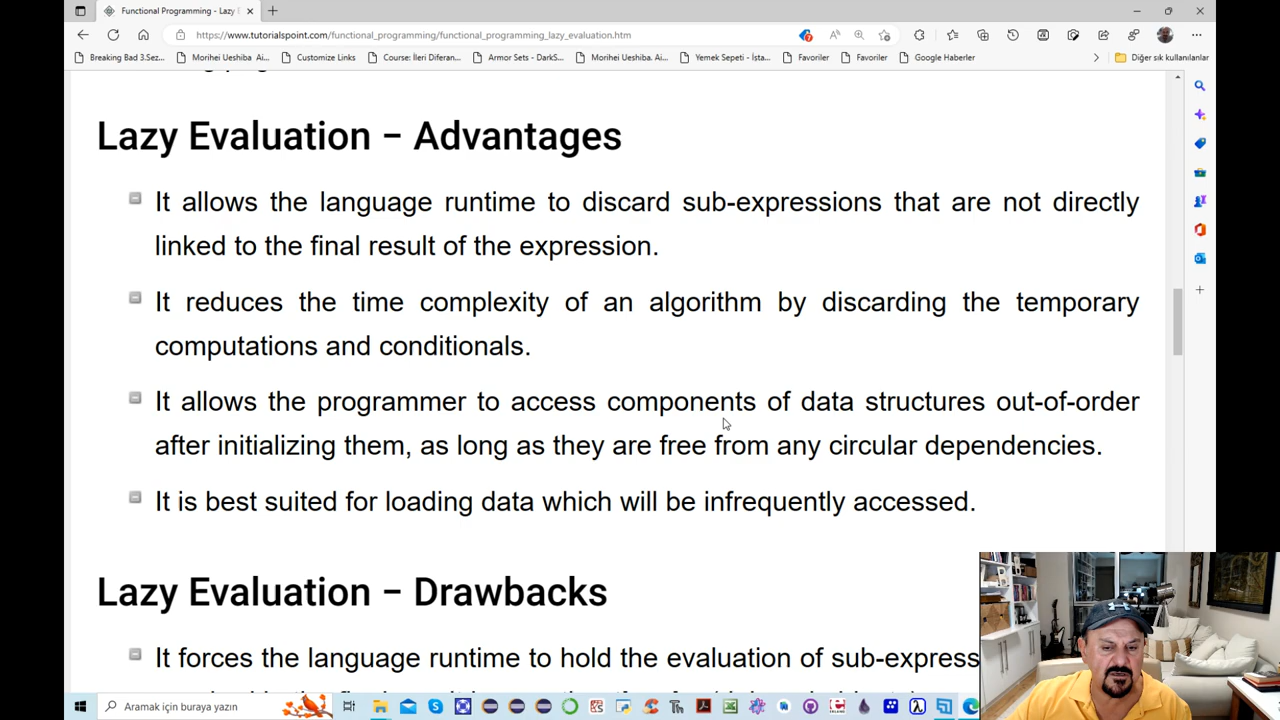 Functional Programming - Lazy E
https://www.tutorialspoint.com/functional_programming/functional_programming_lazy_evaluation.htm
Breaking Bad 3.Sez...
Morihei Ueshiba Ai...
Customize Links
Course: İleri Diferan...
Armor Sets - DarkS...
Morihei Ueshiba. Ai...
Yemek Sepeti - İsta...
Favoriler
Favoriler
Google Haberler
Diğer sık kullanılanlar
Lazy Evaluation − Advantages
It allows the language runtime to discard sub-expressions that are not directly
linked to the final result of the expression.
It reduces the time complexity of an algorithm by discarding the temporary
computations and conditionals.
It allows the programmer to access components of data structures out-of-order
after initializing them, as long as they are free from any circular dependencies.
It is best suited for loading data which will be infrequently accessed.
Lazy Evaluation − Drawbacks
It forces the language runtime to hold the evaluation of sub-express
Aramak için buraya yazın